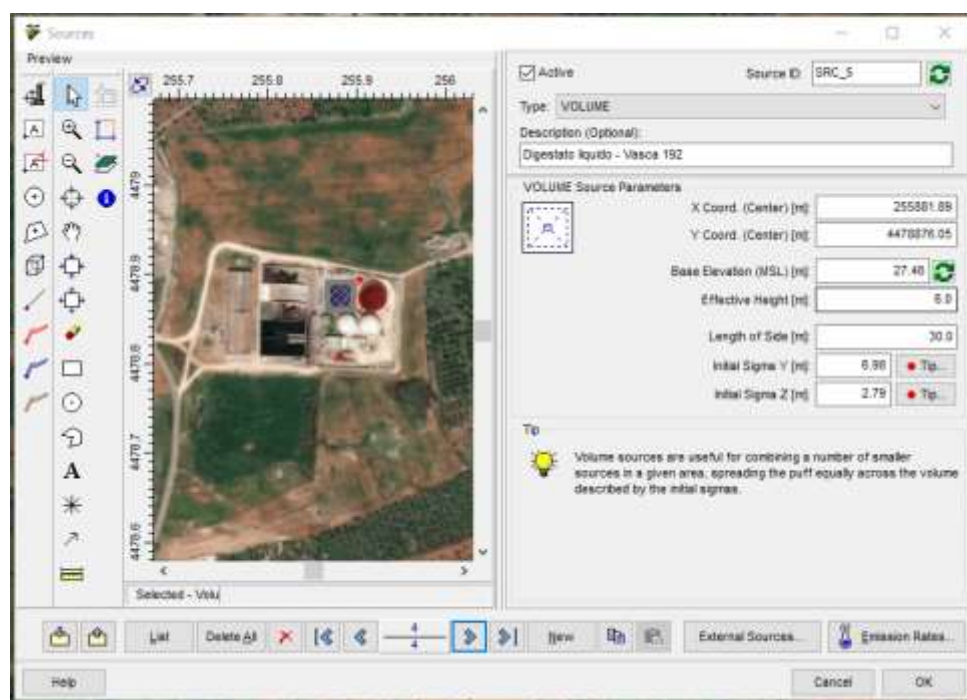 Sources
Preview
255.7 255.8 255.9 256
4479
4478.9
4478.8
4478.7
4478.6
A
Selected - Volu
Active
Source ID: SRC_5
Type: VOLUME
Description (Optional):
Digestato liquido - Vasca 192
VOLUME Source Parameters
X Coord. (Center) [m]: 255881.89
Y Coord. (Center) [m]: 4478876.05
Base Elevation (MSL) [m]: 27.48
Effective Height [m]: 6.0
Length of Side [m]: 30.0
Initial Sigma Y [m]: 6.98 Tip...
Initial Sigma Z [m]: 2.79 Tip...
Tip
Volume sources are useful for combining a number of smaller
sources in a given area, spreading the puff equally across the volume
described by the initial sigmas.
List Delete All 4 4 New External Sources... Emission Rates...
Help Cancel OK